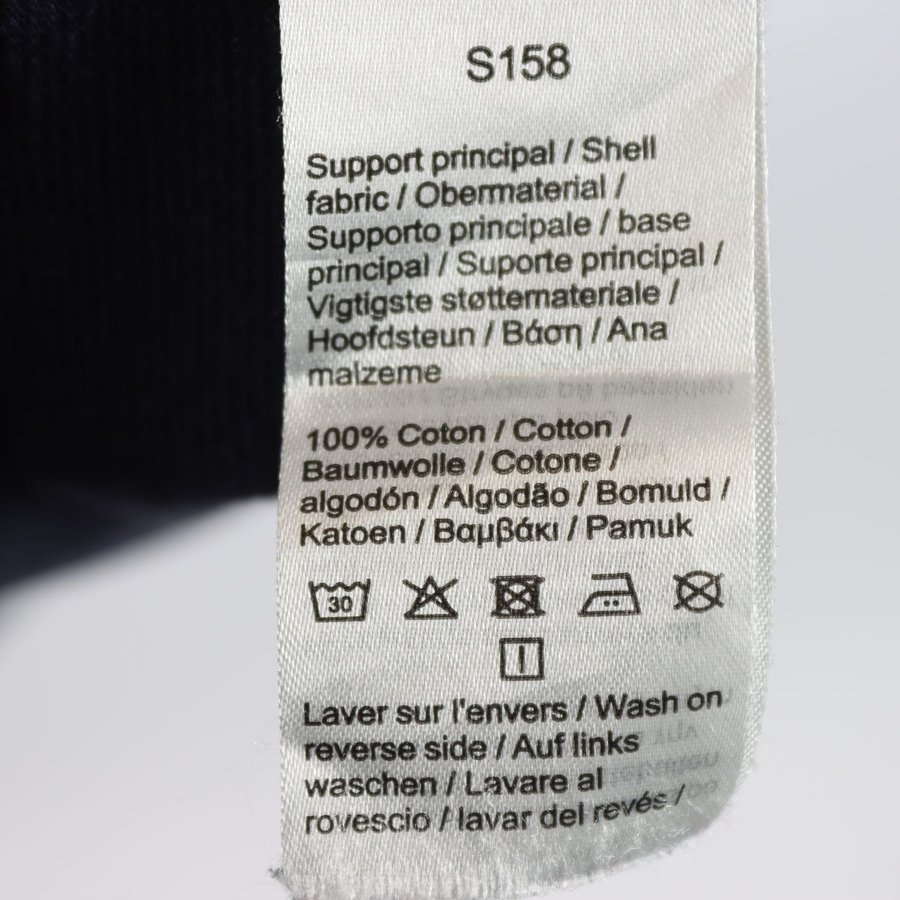 S158
Support principal / Shell
fabric / Obermaterial /
Supporto principale / base
principal / Suporte principal /
Vigtigste støttemateriale /
Hoofdsteun / Βάση / Ana
malzeme
100% Coton / Cotton /
Baumwolle / Cotone /
algodón / Algodão / Bomuld /
Katoen / Βαμβάκι / Pamuk
30
Laver sur l'envers / Wash on
reverse side / Auf links
waschen / Lavare al
rovescio / lavar del revés /